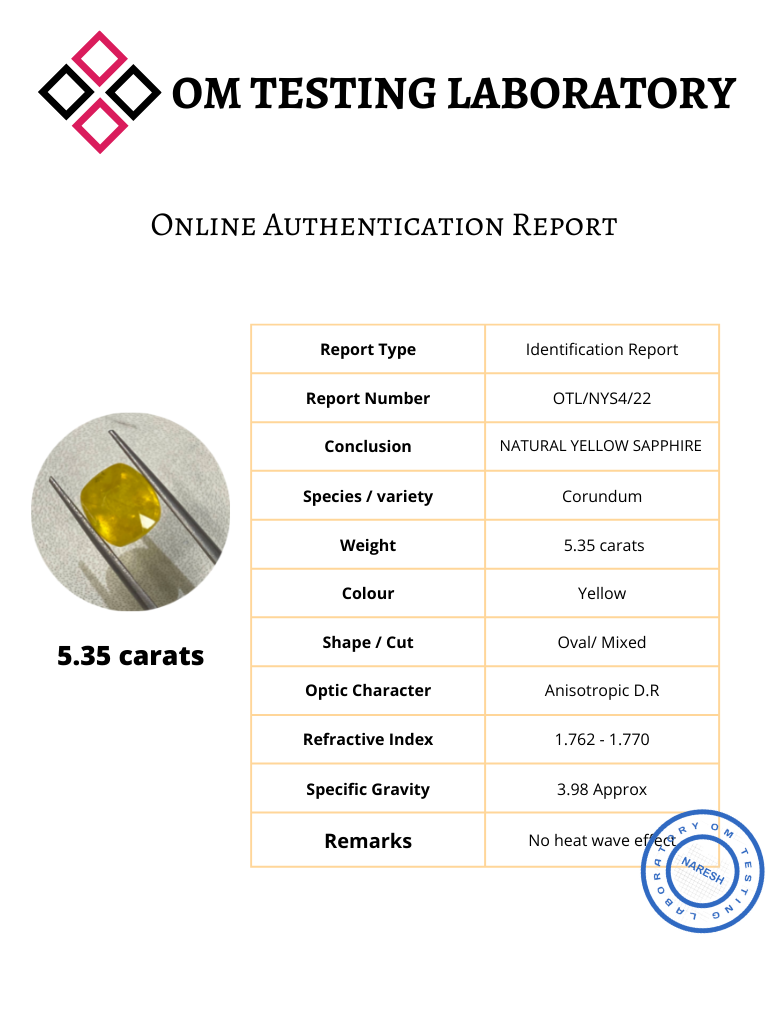 OM TESTING LABORATORY
Online Authentication Report
Report Type Identification Report
Report Number OTL/NYS4/22
Conclusion NATURAL YELLOW SAPPHIRE
Species / variety Corundum
Weight 5.35 carats
Colour Yellow
Shape / Cut Oval/ Mixed
Optic Character Anisotropic D.R
Refractive Index 1.762 - 1.770
Specific Gravity 3.98 Approx
Remarks No heat wave effect
5.35 carats
OM TESTING LABORATORY
NARESH